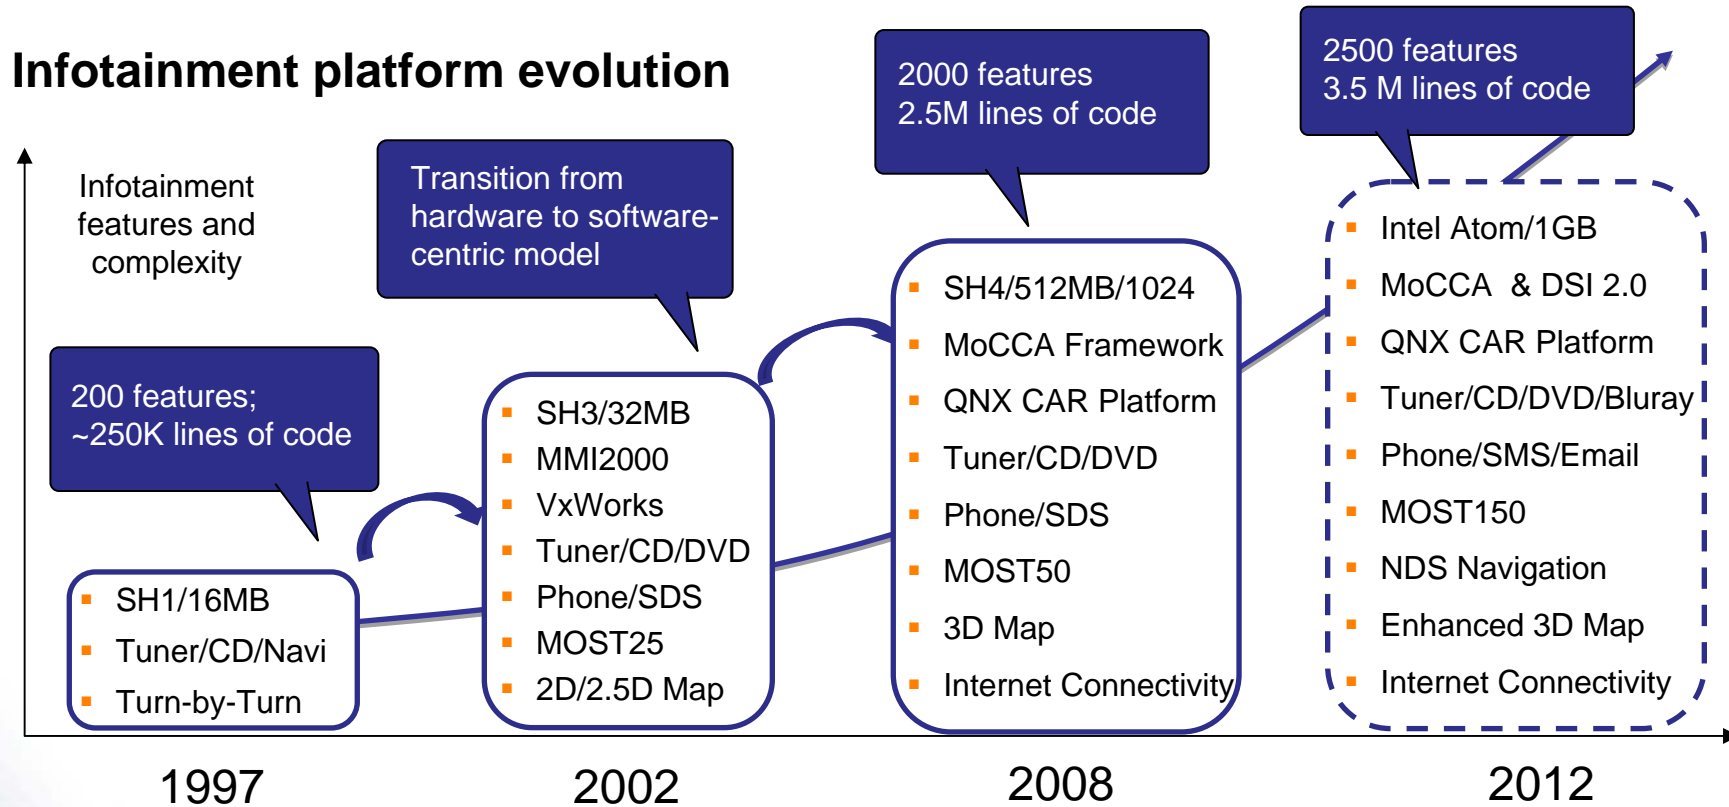 Infotainment platform evolution
Infotainment
features and
complexity
200 features;
~250K lines of code
Transition from
hardware to software-
centric model
2000 features
2.5M lines of code
2500 features
3.5 M lines of code
SH1/16MB
Tuner/CD/Navi
Turn-by-Turn
SH3/32MB
MMI2000
VxWorks
Tuner/CD/DVD
Phone/SDS
MOST25
2D/2.5D Map
SH4/512MB/1024
MoCCA Framework
QNX CAR Platform
Tuner/CD/DVD
Phone/SDS
MOST50
3D Map
Internet Connectivity
Intel Atom/1GB
MoCCA & DSI 2.0
QNX CAR Platform
Tuner/CD/DVD/Bluray
Phone/SMS/Email
MOST150
NDS Navigation
Enhanced 3D Map
Internet Connectivity
1997
2002
2008
2012